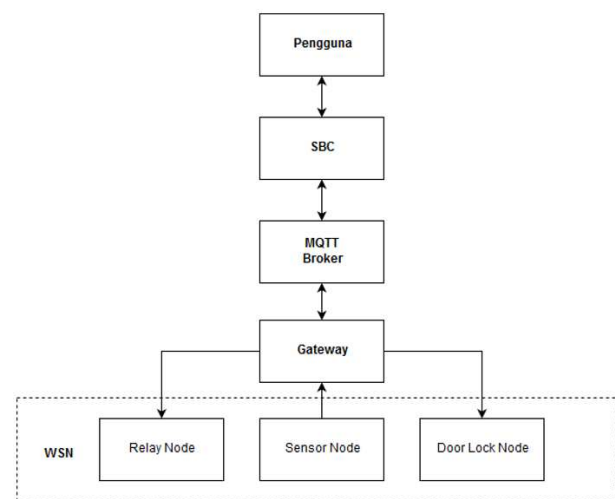 Pengguna
SBC
MQTT
Broker
Gateway
WSN
Relay Node
Sensor Node
Door Lock Node